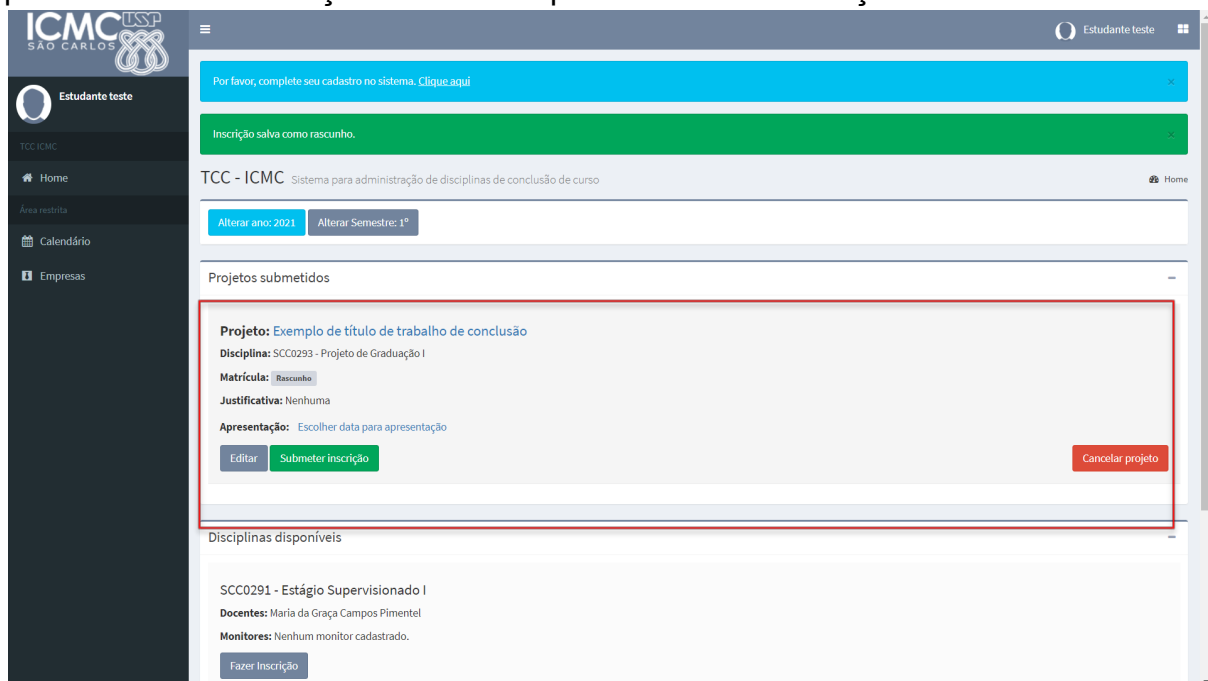 ICMC USP
SÃO CARLOS
Estudante teste
Estudante teste
TCC ICMC
Home
Área restrita
Calendário
Empresas
Por favor, complete seu cadastro no sistema. Clique aqui ×
Inscrição salva como rascunho. ×
TCC - ICMC Sistema para administração de disciplinas de conclusão de curso
Home
Alterar ano: 2021 Alterar Semestre: 1º
Projetos submetidos
Projeto: Exemplo de título de trabalho de conclusão
Disciplina: SCC0293 - Projeto de Graduação I
Matrícula: Rascunho
Justificativa: Nenhuma
Apresentação: Escolher data para apresentação
Editar Submeter inscrição Cancelar projeto
Disciplinas disponíveis
SCC0291 - Estágio Supervisionado I
Docentes: Maria da Graça Campos Pimentel
Monitores: Nenhum monitor cadastrado.
Fazer Inscrição